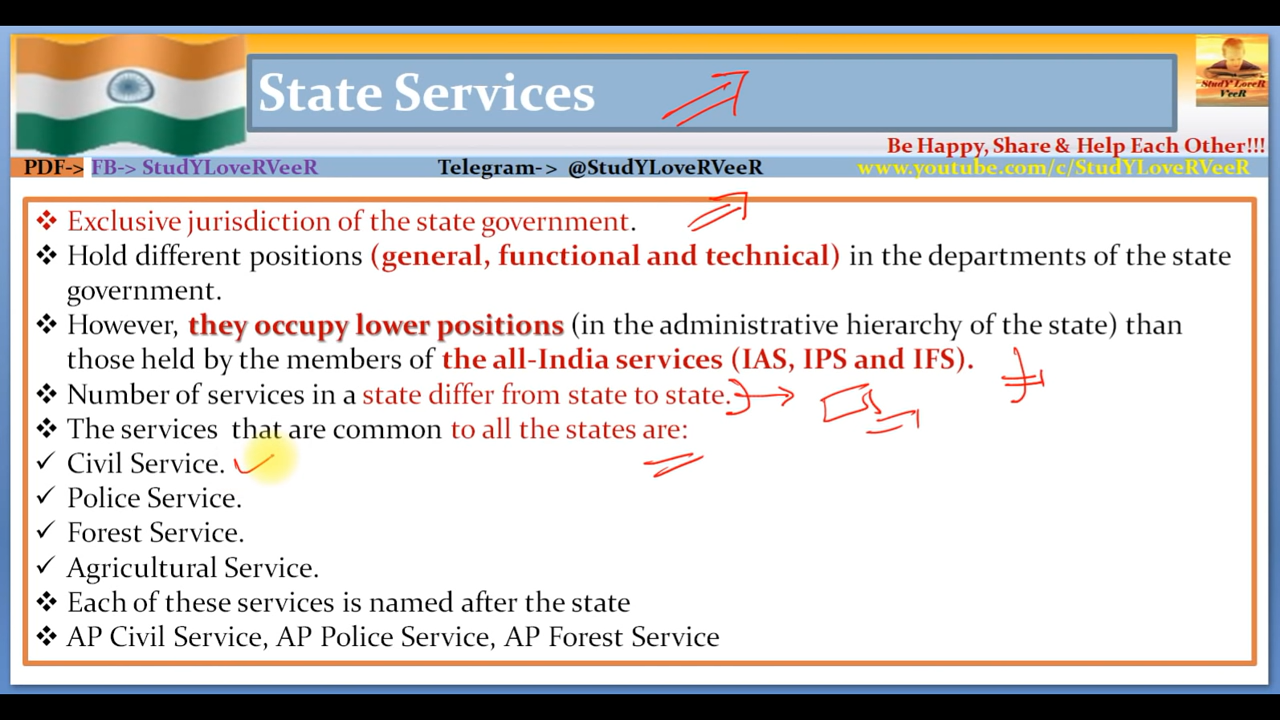 State Services
StudY LoveR
VeeR
Be Happy, Share & Help Each Other!!!
PDF-> FB-> StudYLoveRVeeR Telegram-> @StudYLoveRVeeR www.youtube.com/c/StudYLoveRVeeR
❖ Exclusive jurisdiction of the state government.
❖ Hold different positions (general, functional and technical) in the departments of the state
government.
❖ However, they occupy lower positions (in the administrative hierarchy of the state) than
those held by the members of the all-India services (IAS, IPS and IFS).
❖ Number of services in a state differ from state to state.
❖ The services that are common to all the states are:
✓ Civil Service.
✓ Police Service.
✓ Forest Service.
✓ Agricultural Service.
❖ Each of these services is named after the state
❖ AP Civil Service, AP Police Service, AP Forest Service